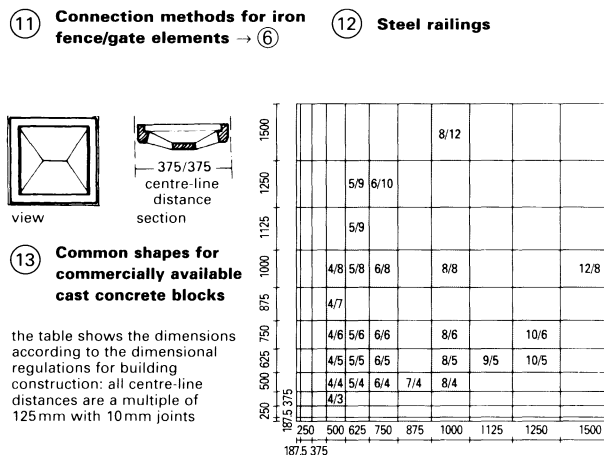 11 Connection methods for iron
fence/gate elements → 6
12 Steel railings
375/375
centre-line
distance
view
section
13 Common shapes for
commercially available
cast concrete blocks
the table shows the dimensions
according to the dimensional
regulations for building
construction: all centre-line
distances are a multiple of
125 mm with 10 mm joints
1500
8/12
1250
5/9 6/10
1125
5/9
1000
4/8 5/8 6/8 8/8 12/8
875
4/7
750
4/6 5/6 6/6 8/6 10/6
625
4/5 5/5 6/5 8/5 9/5 10/5
500
4/4 5/4 6/4 7/4 8/4
375
4/3
250
187.5
250 500 625 750 875 1000 1125 1250 1500
187.5 375